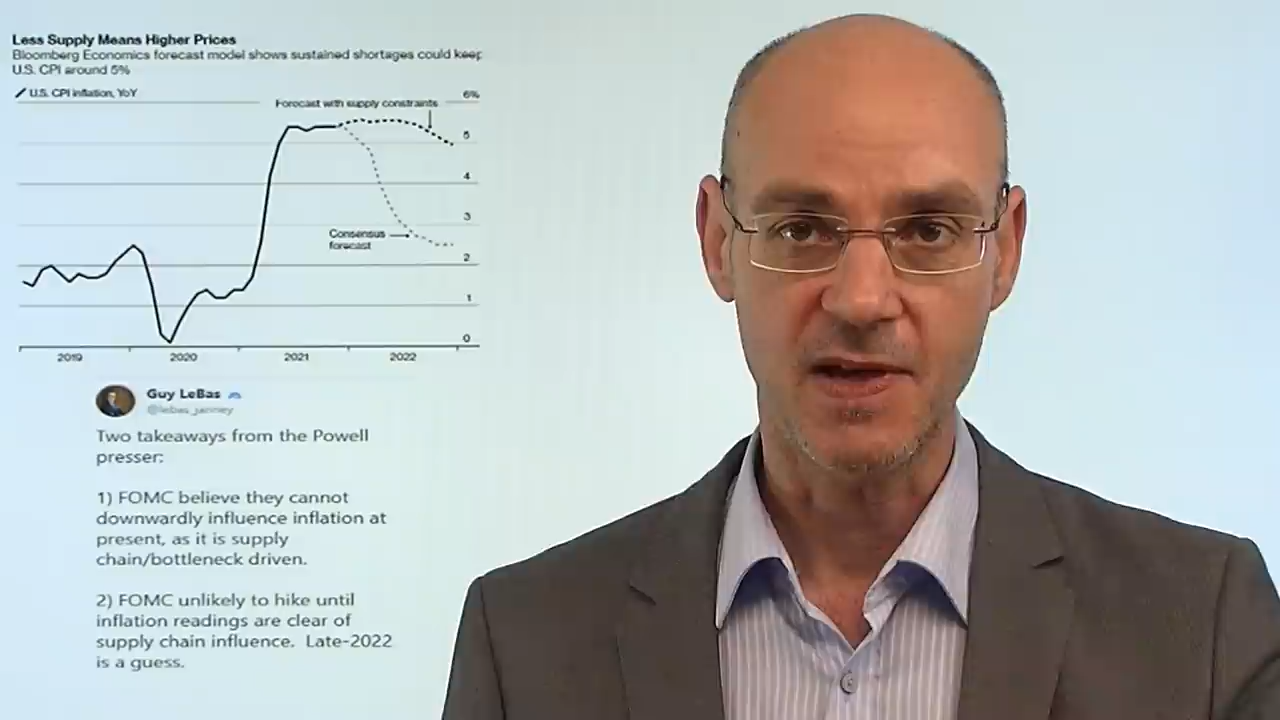 Less Supply Means Higher Prices
Bloomberg Economics forecast model shows sustained shortages could keep
U.S. CPI around 5%
U.S. CPI inflation, YoY
Forecast with supply constraints
6%
5
4
3
Consensus
forecast
2
1
0
2019 2020 2021 2022
Guy LeBas
@lebas_janney
Two takeaways from the Powell
presser:
1) FOMC believe they cannot
downwardly influence inflation at
present, as it is supply
chain/bottleneck driven.
2) FOMC unlikely to hike until
inflation readings are clear of
supply chain influence. Late-2022
is a guess.